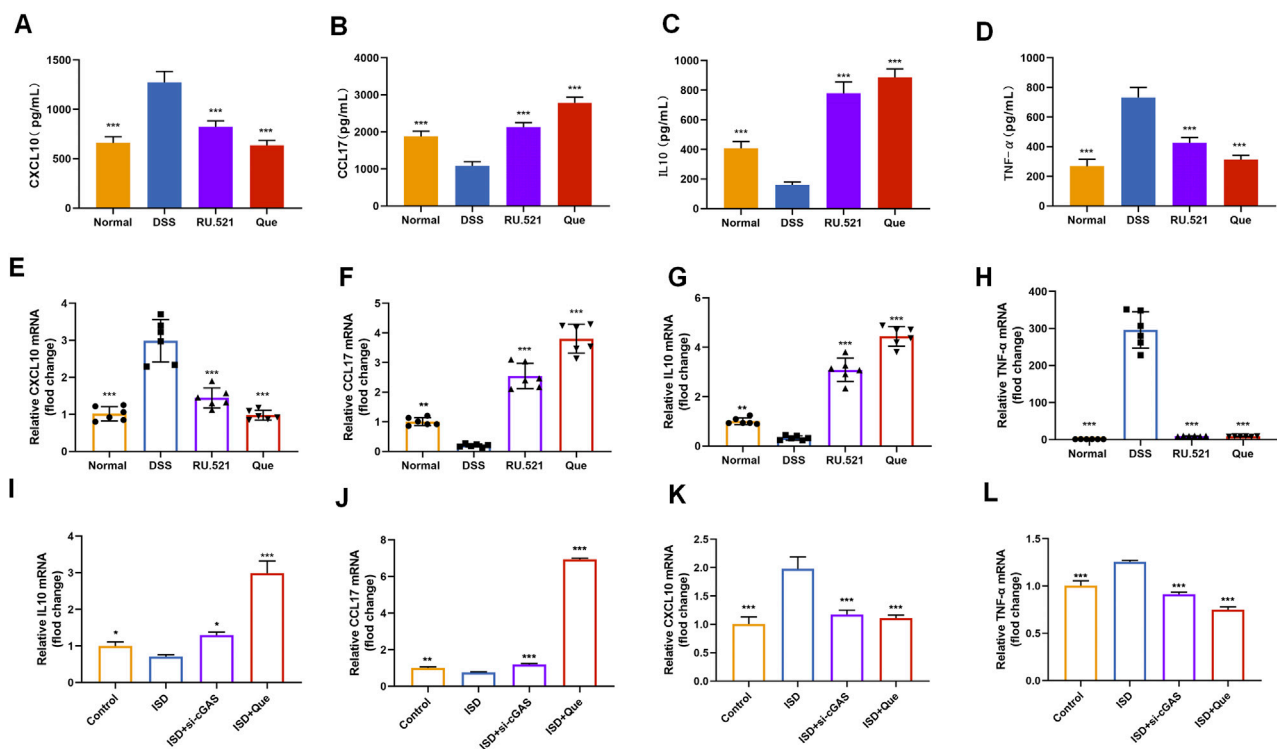 A
CXCL10( pg/mL)
1500
1000
500
0
***
***
***
Normal DSS RU.521 Que
B
CCL17(pg/mL)
4000
3000
2000
1000
0
***
***
***
Normal DSS RU.521 Que
C
IL10 (pg/mL)
1000
800
600
400
200
0
***
***
***
Normal DSS RU.521 Que
D
TNF-α (pg/mL)
1000
800
600
400
200
0
***
***
***
Normal DSS RU.521 Que
E
Relative CXCL10 mRNA
(flod change)
4
3
2
1
0
***
***
***
Normal DSS RU.521 Que
F
Relative CCL17 mRNA
(flod change)
5
4
3
2
1
0
**
***
***
Normal DSS RU.521 Que
G
Relative IL10 mRNA
(flod change)
6
4
2
0
**
***
***
Normal DSS RU.521 Que
H
Relative TNF-α mRNA
(flod change)
400
300
200
100
0
***
***
***
Normal DSS RU.521 Que
I
Relative IL10 mRNA
(flod change)
4
3
2
1
0
*
*
***
Control ISD ISD+si-cGAS ISD+Que
J
Relative CCL17 mRNA
(flod change)
8
6
4
2
0
**
***
***
Control ISD ISD+si-cGAS ISD+Que
K
Relative CXCL10 mRNA
(flod change)
2.5
2.0
1.5
1.0
0.5
0.0
***
***
***
Control ISD ISD+si-cGAS ISD+Que
L
Relative TNF-α mRNA
(flod change)
1.5
1.0
0.5
0.0
***
***
***
Control ISD ISD+si-cGAS ISD+Que